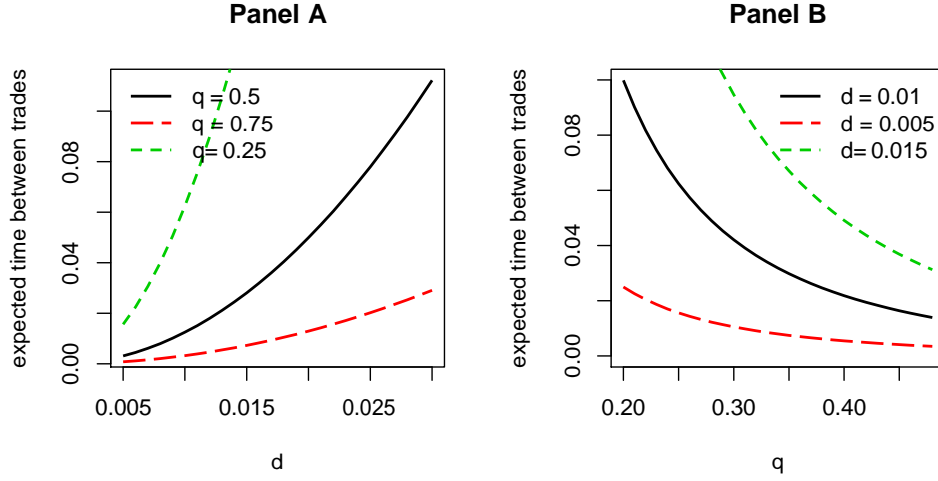 Panel A
expected time between trades
0.00
0.04
0.08
q = 0.5
q = 0.75
q= 0.25
0.005
0.015
0.025
d
Panel B
expected time between trades
0.00
0.04
0.08
d = 0.01
d = 0.005
d= 0.015
0.20
0.30
0.40
q